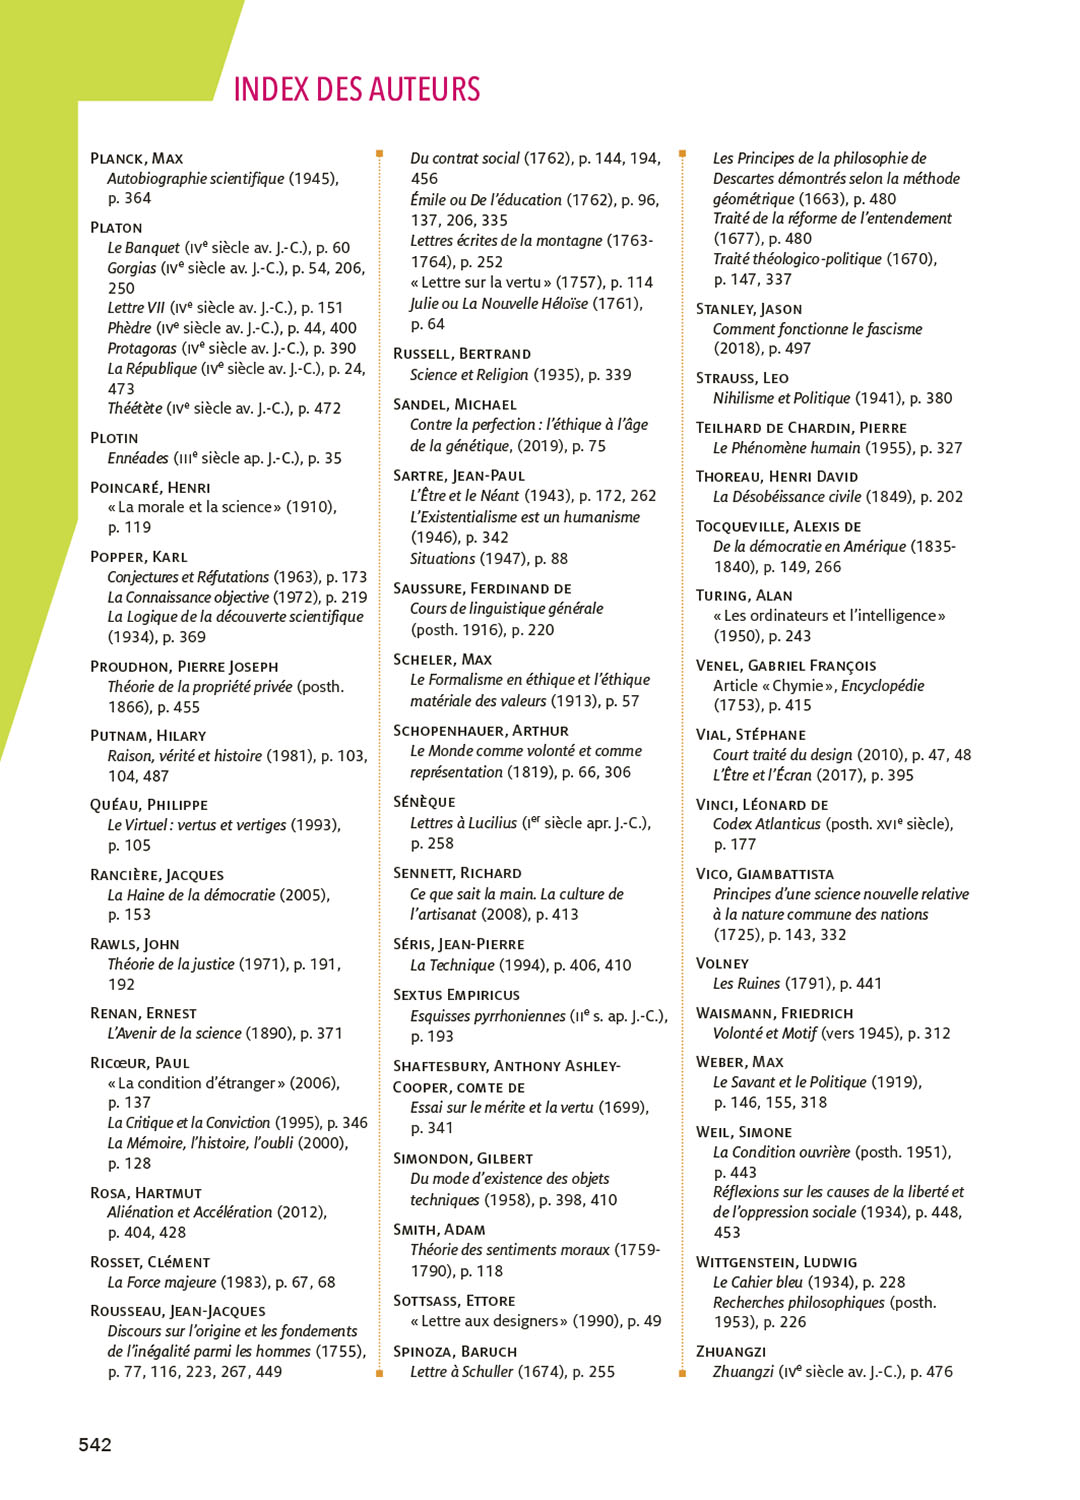 INDEX DES AUTEURS
Planck, Max
Autobiographie scientifique (1945),
p. 364
Platon
Le Banquet (IVe siècle av. J.-C.), p. 60
Gorgias (IVe siècle av. J.-C.), p. 54, 206,
250
Lettre VII (IVe siècle av. J.-C.), p. 151
Phèdre (IVe siècle av. J.-C.), p. 44, 400
Protagoras (IVe siècle av. J.-C.), p. 390
La République (IVe siècle av. J.-C.), p. 24,
473
Théétète (IVe siècle av. J.-C.), p. 472
Plotin
Ennéades (IIIe siècle ap. J.-C.), p. 35
Poincaré, Henri
« La morale et la science » (1910),
p. 119
Popper, Karl
Conjectures et Réfutations (1963), p. 173
La Connaissance objective (1972), p. 219
La Logique de la découverte scientifique
(1934), p. 369
Proudhon, Pierre Joseph
Théorie de la propriété privée (posth.
1866), p. 455
Putnam, Hilary
Raison, vérité et histoire (1981), p. 103,
104, 487
Quéau, Philippe
Le Virtuel : vertus et vertiges (1993),
p. 105
Rancière, Jacques
La Haine de la démocratie (2005),
p. 153
Rawls, John
Théorie de la justice (1971), p. 191,
192
Renan, Ernest
L’Avenir de la science (1890), p. 371
Ricœur, Paul
« La condition d’étranger » (2006),
p. 137
La Critique et la Conviction (1995), p. 346
La Mémoire, l’histoire, l’oubli (2000),
p. 128
Rosa, Hartmut
Aliénation et Accélération (2012),
p. 404, 428
Rosset, Clément
La Force majeure (1983), p. 67, 68
Rousseau, Jean-Jacques
Discours sur l’origine et les fondements
de l’inégalité parmi les hommes (1755),
p. 77, 116, 223, 267, 449
Du contrat social (1762), p. 144, 194,
456
Émile ou De l’éducation (1762), p. 96,
137, 206, 335
Lettres écrites de la montagne (1763-
1764), p. 252
« Lettre sur la vertu » (1757), p. 114
Julie ou La Nouvelle Héloïse (1761),
p. 64
Russell, Bertrand
Science et Religion (1935), p. 339
Sandel, Michael
Contre la perfection : l’éthique à l’âge
de la génétique, (2019), p. 75
Sartre, Jean-Paul
L’Être et le Néant (1943), p. 172, 262
L’Existentialisme est un humanisme
(1946), p. 342
Situations (1947), p. 88
Saussure, Ferdinand de
Cours de linguistique générale
(posth. 1916), p. 220
Scheler, Max
Le Formalisme en éthique et l’éthique
matériale des valeurs (1913), p. 57
Schopenhauer, Arthur
Le Monde comme volonté et comme
représentation (1819), p. 66, 306
Sénèque
Lettres à Lucilius (Ier siècle apr. J.-C.),
p. 258
Sennett, Richard
Ce que sait la main. La culture de
l’artisanat (2008), p. 413
Séris, Jean-Pierre
La Technique (1994), p. 406, 410
Sextus Empiricus
Esquisses pyrrhoniennes (IIe s. ap. J.-C.),
p. 193
Shaftesbury, Anthony Ashley-
Cooper, comte de
Essai sur le mérite et la vertu (1699),
p. 341
Simondon, Gilbert
Du mode d’existence des objets
techniques (1958), p. 398, 410
Smith, Adam
Théorie des sentiments moraux (1759-
1790), p. 118
Sottsass, Ettore
« Lettre aux designers » (1990), p. 49
Spinoza, Baruch
Lettre à Schuller (1674), p. 255
Les Principes de la philosophie de
Descartes démontrés selon la méthode
géométrique (1663), p. 480
Traité de la réforme de l’entendement
(1677), p. 480
Traité théologico-politique (1670),
p. 147, 337
Stanley, Jason
Comment fonctionne le fascisme
(2018), p. 497
Strauss, Leo
Nihilisme et Politique (1941), p. 380
Teilhard de Chardin, Pierre
Le Phénomène humain (1955), p. 327
Thoreau, Henri David
La Désobéissance civile (1849), p. 202
Tocqueville, Alexis de
De la démocratie en Amérique (1835-
1840), p. 149, 266
Turing, Alan
« Les ordinateurs et l’intelligence »
(1950), p. 243
Venel, Gabriel François
Article « Chymie », Encyclopédie
(1753), p. 415
Vial, Stéphane
Court traité du design (2010), p. 47, 48
L’Être et l’Écran (2017), p. 395
Vinci, Léonard de
Codex Atlanticus (posth. XVIe siècle),
p. 177
Vico, Giambattista
Principes d’une science nouvelle relative
à la nature commune des nations
(1725), p. 143, 332
Volney
Les Ruines (1791), p. 441
Waismann, Friedrich
Volonté et Motif (vers 1945), p. 312
Weber, Max
Le Savant et le Politique (1919),
p. 146, 155, 318
Weil, Simone
La Condition ouvrière (posth. 1951),
p. 443
Réflexions sur les causes de la liberté et
de l’oppression sociale (1934), p. 448,
453
Wittgenstein, Ludwig
Le Cahier bleu (1934), p. 228
Recherches philosophiques (posth.
1953), p. 226
Zhuangzi
Zhuangzi (IVe siècle av. J.-C.), p. 476
542